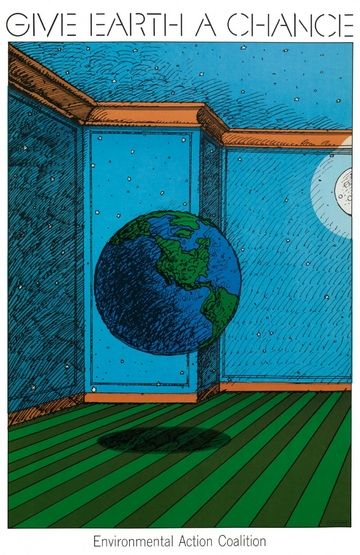 GIVE EARTH A CHANCE
Environmental Action Coalition